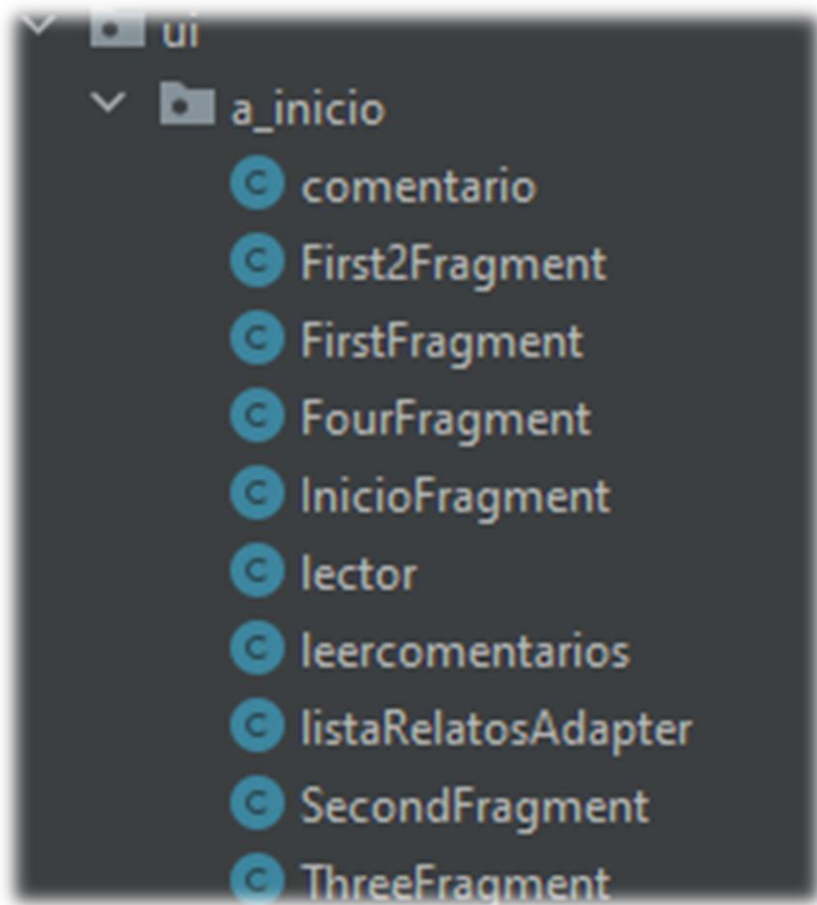 ui
a_inicio
comentario
First2Fragment
FirstFragment
FourFragment
InicioFragment
lector
leercomentarios
listaRelatosAdapter
SecondFragment
ThreeFragment